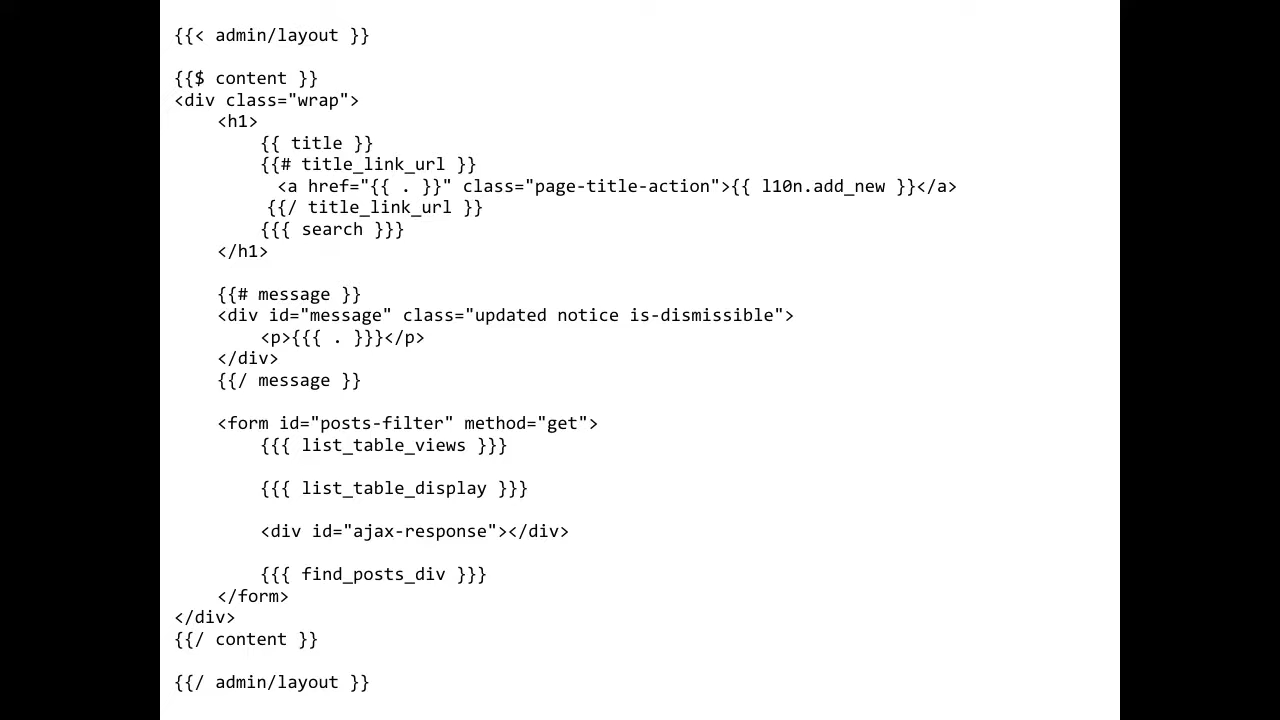 {{< admin/layout }}
{{$ content }}
<div class="wrap">
<h1>
{{ title }}
{{# title_link_url }}
<a href="{{ . }}" class="page-title-action">{{ l10n.add_new }}</a>
{{/ title_link_url }}
{{{ search }}}
</h1>
{{# message }}
<div id="message" class="updated notice is-dismissible">
<p>{{{ . }}}</p>
</div>
{{/ message }}
<form id="posts-filter" method="get">
{{{ list_table_views }}}
{{{ list_table_display }}}
<div id="ajax-response"></div>
{{{ find_posts_div }}}
</form>
</div>
{{/ content }}
{{/ admin/layout }}